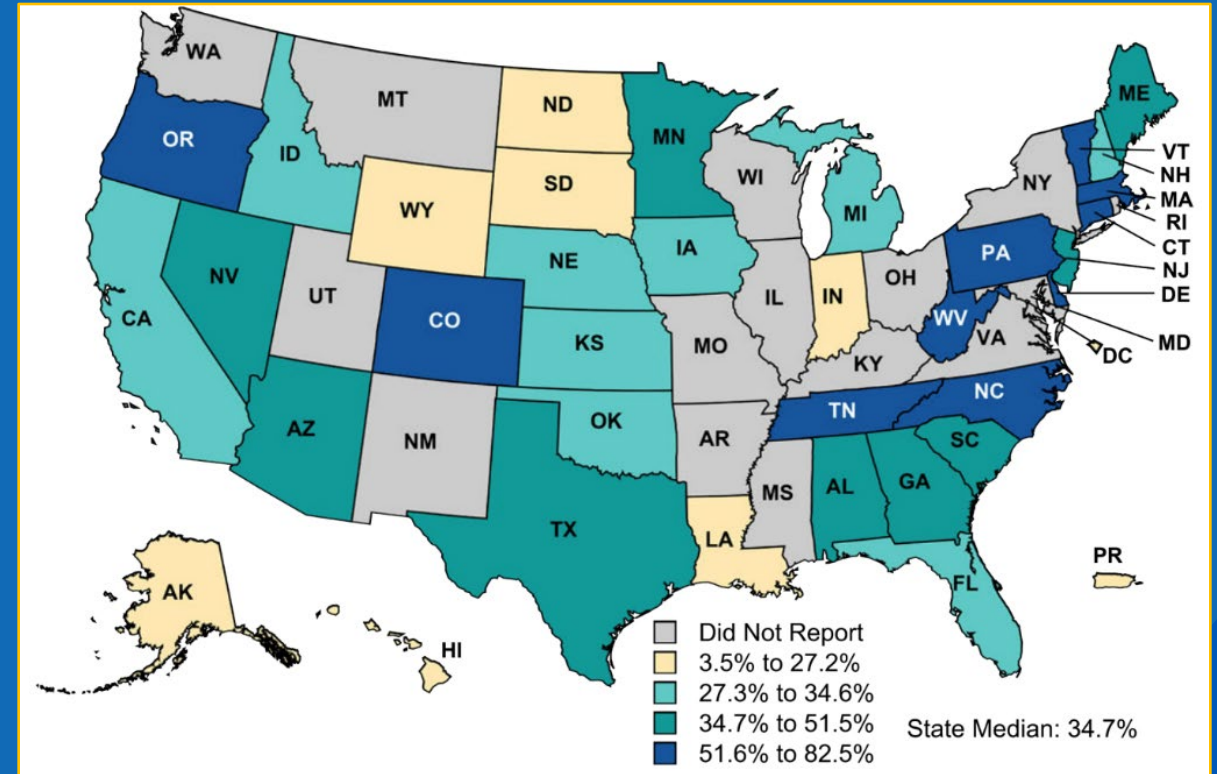 WA
MT
ND
MN
ME
OR
ID
SD
WI
NY
VT
NH
MA
RI
CT
NJ
DE
MD
DC
WY
MI
NV
UT
CO
NE
IA
PA
IL
IN
OH
WV
VA
CA
KS
MO
KY
AZ
NM
OK
AR
TN
NC
SC
TX
LA
MS
AL
GA
FL
PR
AK
HI
Did Not Report
3.5% to 27.2%
27.3% to 34.6%
34.7% to 51.5%
51.6% to 82.5%
State Median: 34.7%